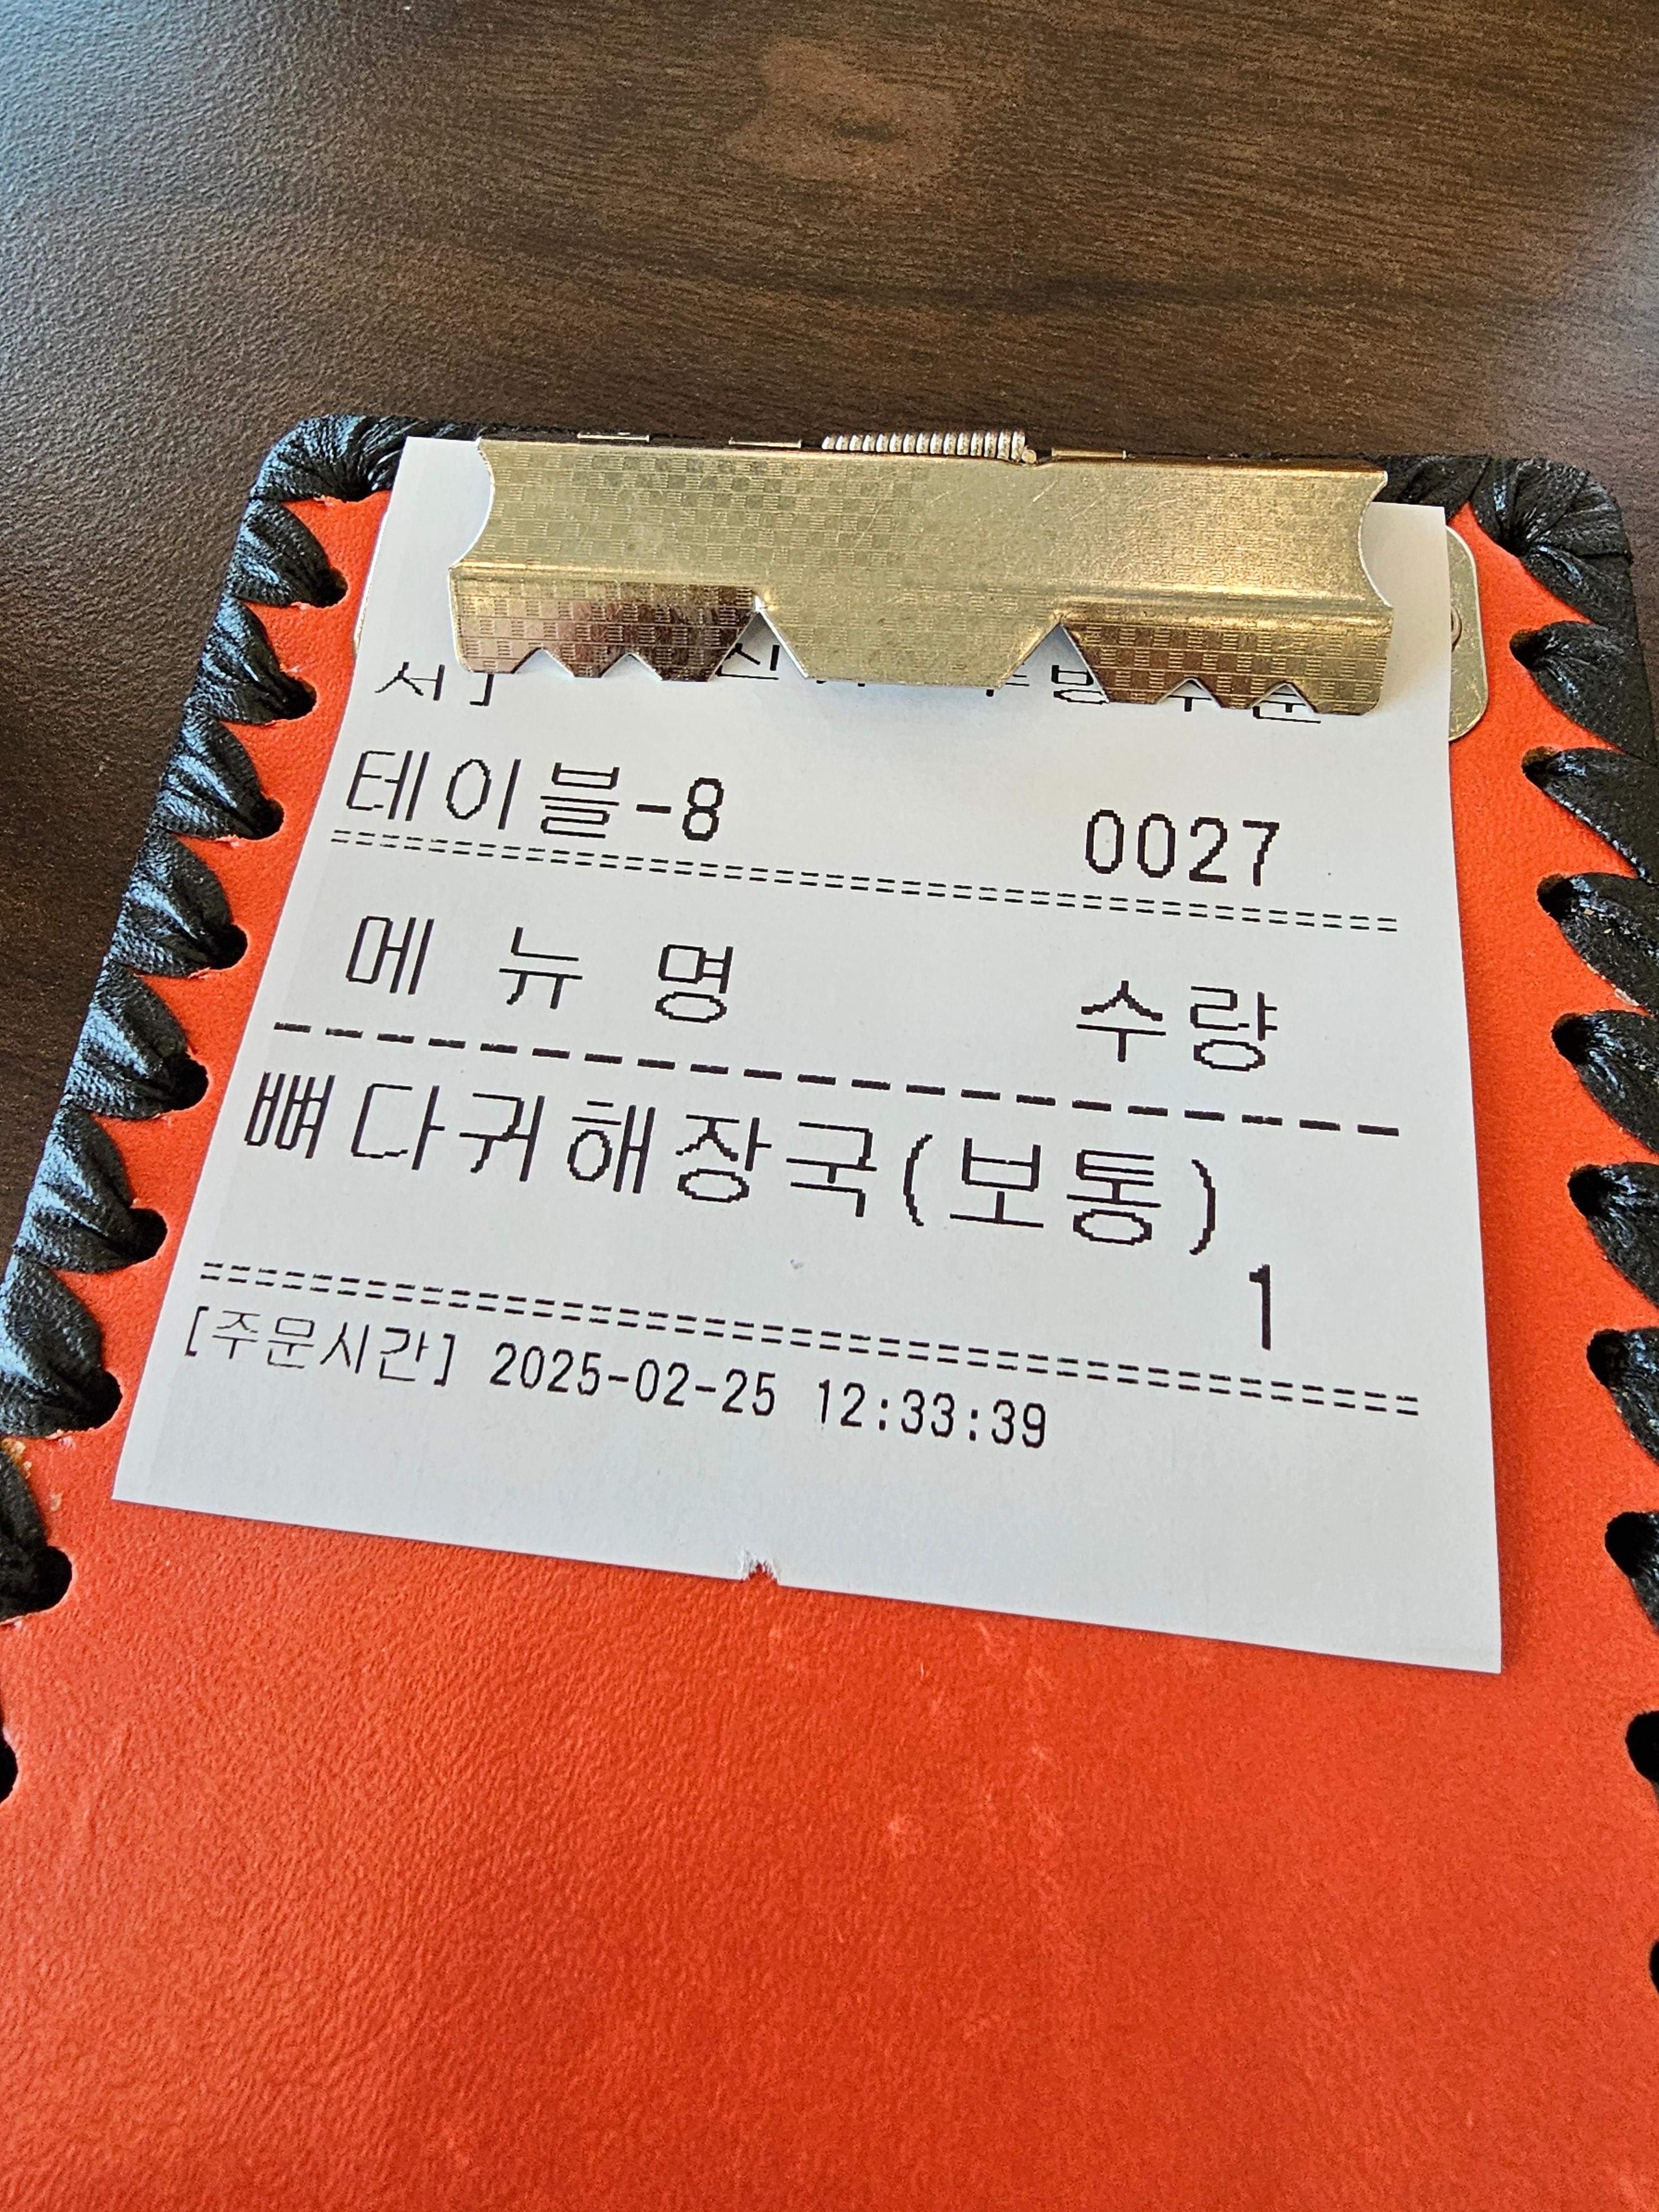 서]
테이블-8 0027
메 뉴 명 수량
뼈다귀해장국(보통)
1
[주문시간] 2025-02-25 12:33:39